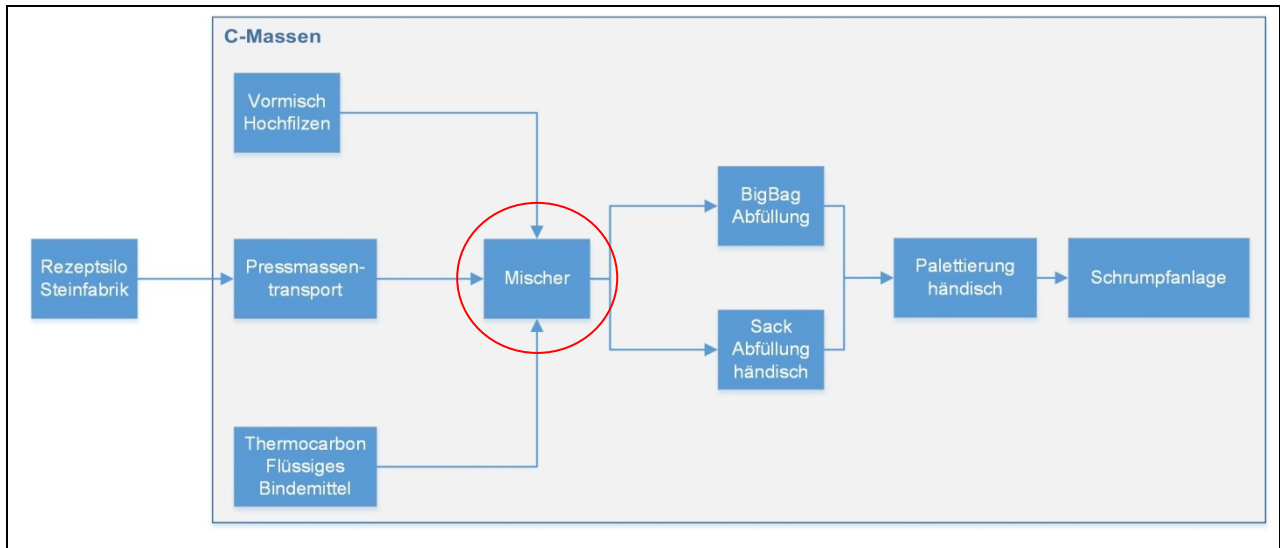 C-Massen
Vormisch
Hochfilzen
Rezeptsilo
Steinfabrik
Pressmassen-
transport
Mischer
BigBag
Abfüllung
Sack
Abfüllung
händisch
Palettierung
händisch
Schrumpfanlage
Thermocarbon
Flüssiges
Bindemittel